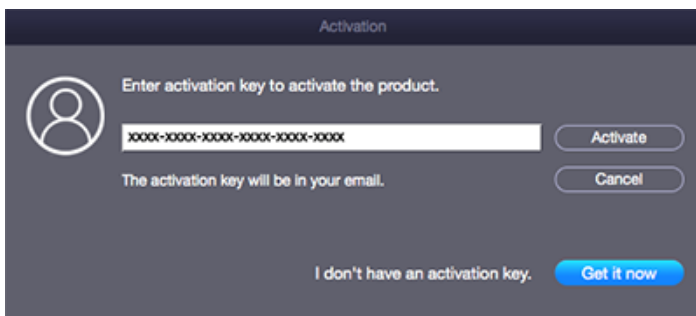 Activation
Enter activation key to activate the product.
xxxx-xxxx-xxxx-xxxx-xxxx-xxxx
Activate
The activation key will be in your email.
Cancel
I don't have an activation key.
Get it now